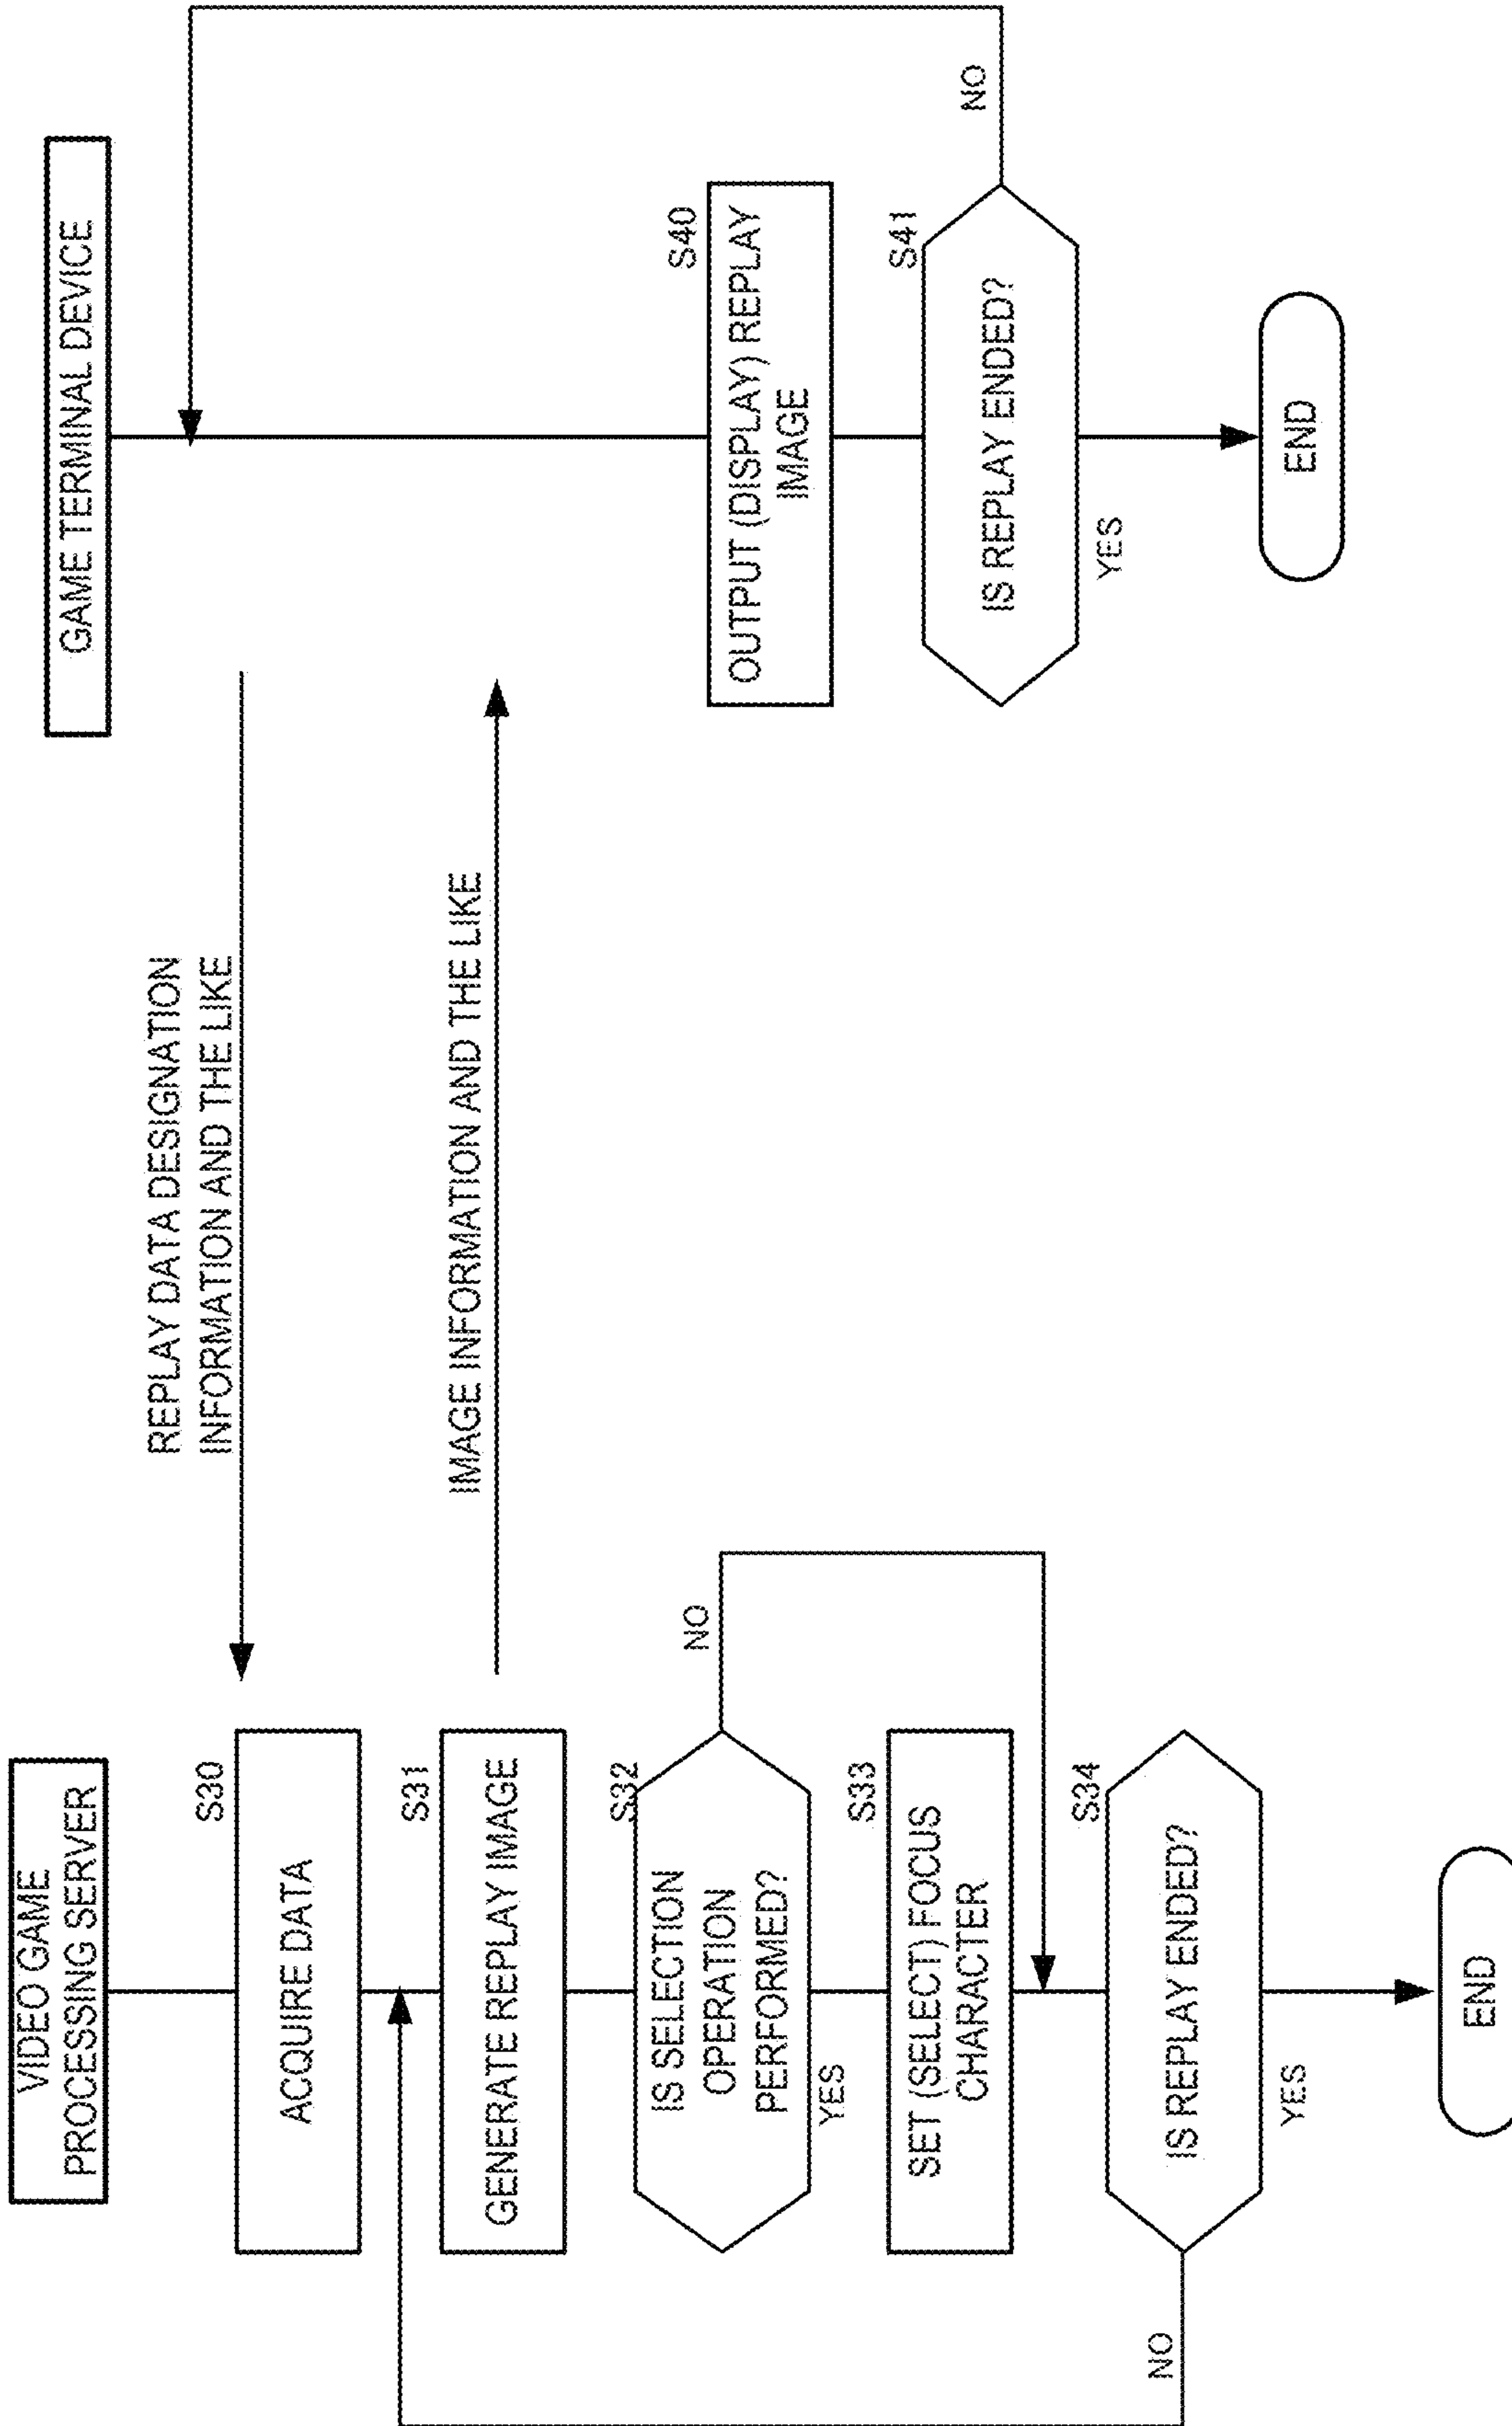 VIDEO GAME
PROCESSING SERVER
S30
ACQUIRE DATA
S31
GENERATE REPLAY IMAGE
S32
IS SELECTION
OPERATION
PERFORMED?
NO
YES
S33
SET (SELECT) FOCUS
CHARACTER
S34
IS REPLAY ENDED?
NO
YES
END
REPLAY DATA DESIGNATION
INFORMATION AND THE LIKE
IMAGE INFORMATION AND THE LIKE
GAME TERMINAL DEVICE
S40
OUTPUT (DISPLAY) REPLAY
IMAGE
S41
IS REPLAY ENDED?
NO
YES
END